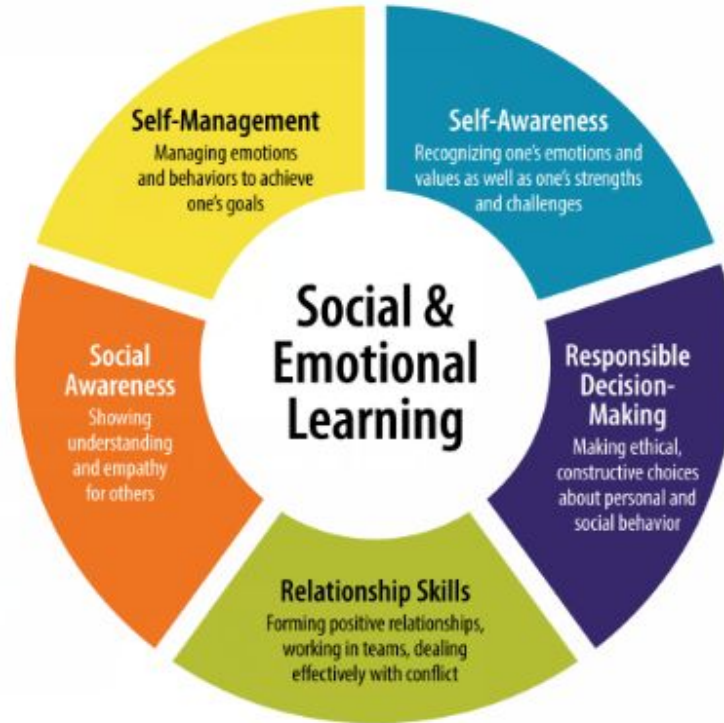 Self-Management
Managing emotions
and behaviors to achieve
one's goals
Self-Awareness
Recognizing one's emotions and
values as well as one's strengths
and challenges
Social &
Emotional
Learning
Social
Awareness
Showing
understanding
and empathy
for others
Responsible
Decision-
Making
Making ethical,
constructive choices
about personal and
social behavior
Relationship Skills
Forming positive relationships,
working in teams, dealing
effectively with conflict